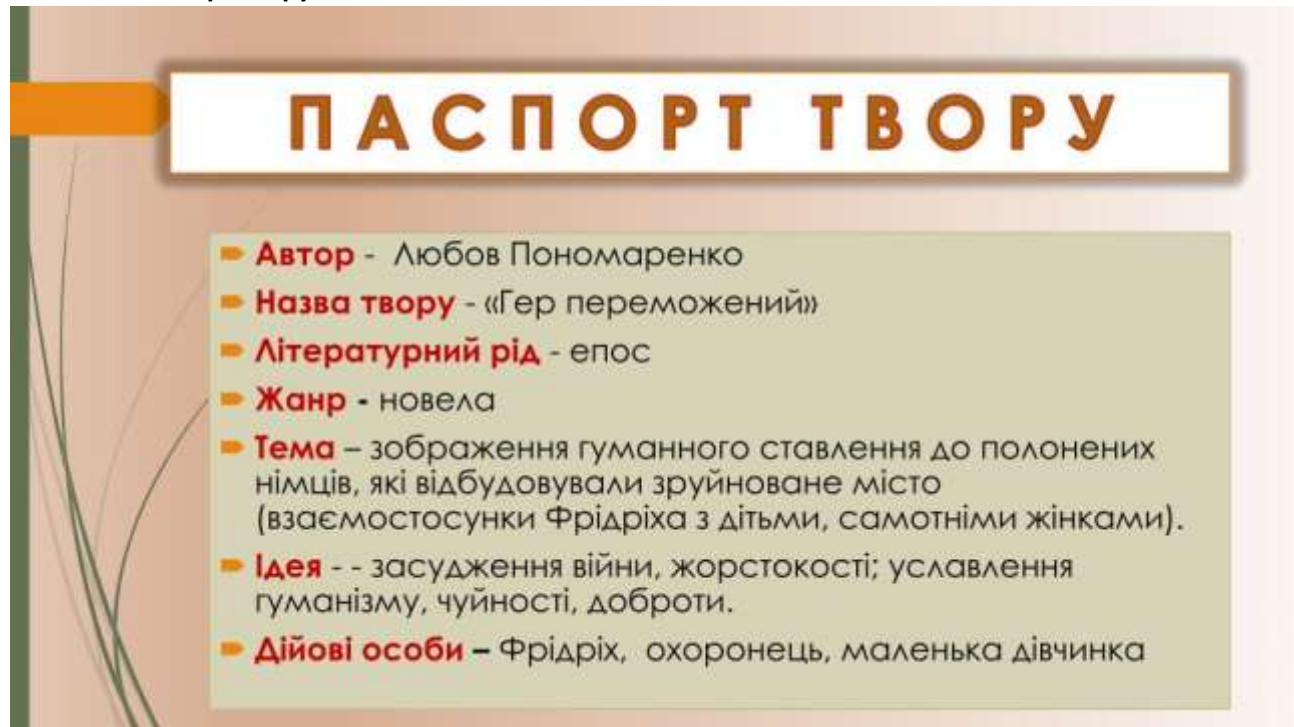 ПАСПОРТ ТВОРУ
Автор - Любов Пономаренко
Назва твору - «Гер переможений»
Літературний рід - епос
Жанр - новела
Тема – зображення гуманного ставлення до полонених
німців, які відбудовували зруйноване місто
(взаємостосунки Фрідріха з дітьми, самотніми жінками).
Ідея - - засудження війни, жорстокості; уславлення
гуманізму, чуйності, доброти.
Дійові особи – Фрідріх, охоронець, маленька дівчинка